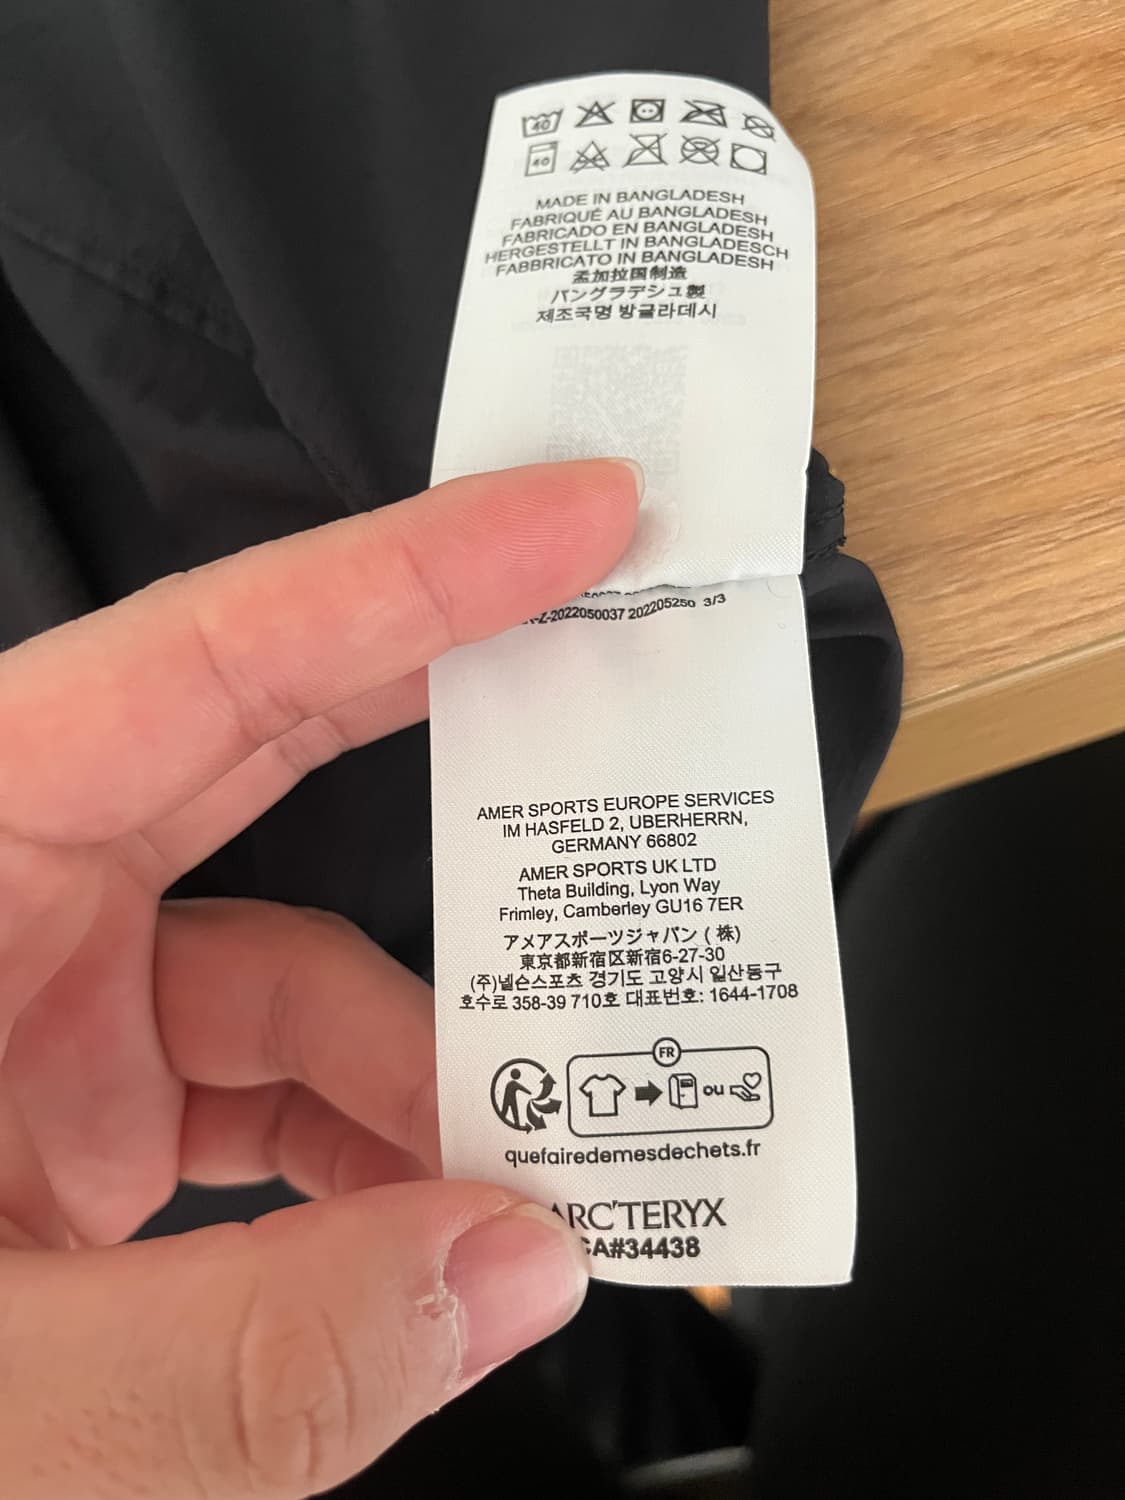 40
40
MADE IN BANGLADESH
FABRIQUÉ AU BANGLADESH
FABRICADO EN BANGLADESH
HERGESTELLT IN BANGLADESCH
FABBRICATO IN BANGLADESH
孟加拉国制造
バングラデシュ製
제조국명 방글라데시
-Z-2022050037 202205250 3/3
AMER SPORTS EUROPE SERVICES
IM HASFELD 2, UBERHERRN,
GERMANY 66802
AMER SPORTS UK LTD
Theta Building, Lyon Way
Frimley, Camberley GU16 7ER
アメアスポーツジャパン (株)
東京都新宿区新宿6-27-30
(주)넬슨스포츠 경기도 고양시 일산동구
호수로 358-39 710호 대표번호: 1644-1708
FR
ou
quefairedemesdechets.fr
ARC'TERYX
CA#34438